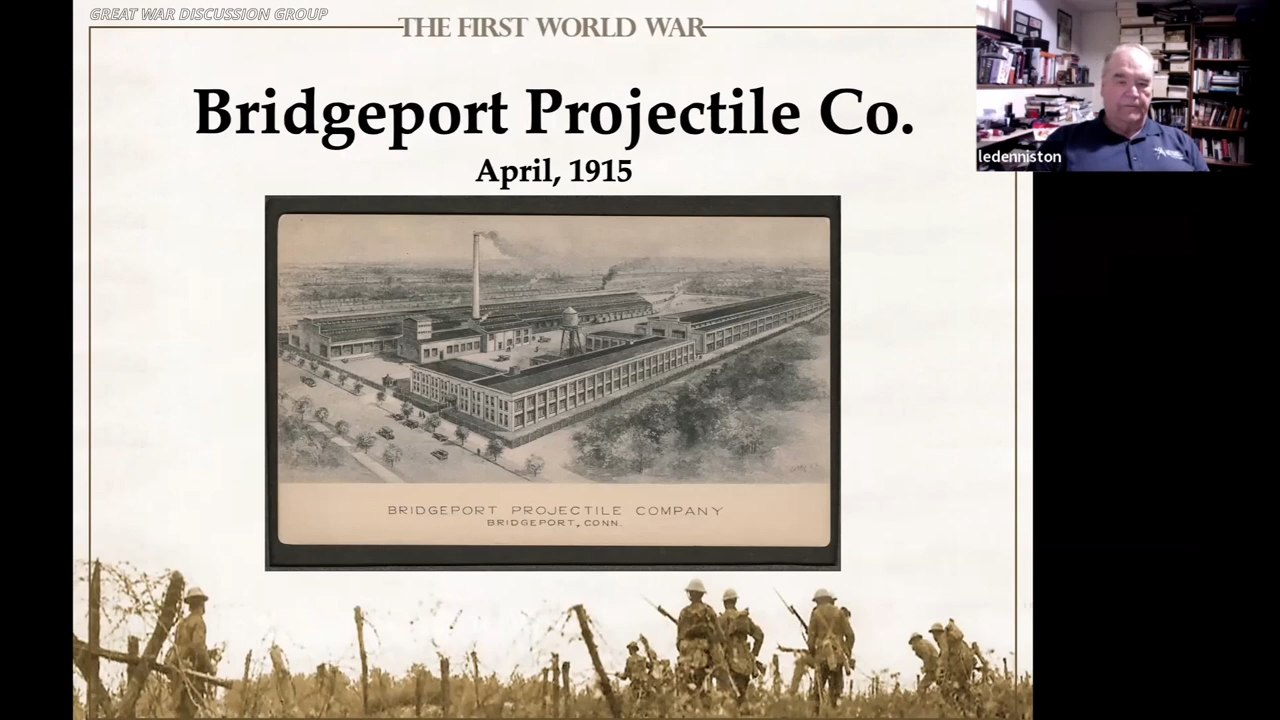 GREAT WAR DISCUSSION GROUP
THE FIRST WORLD WAR
Bridgeport Projectile Co.
April, 1915
ledenniston
BRIDGEPORT PROJECTILE COMPANY
BRIDGEPORT, CONN.